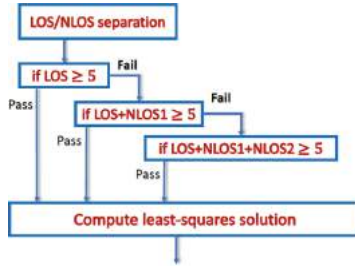 LOS/NLOS separation
if LOS ≥ 5
Fail
Pass
if LOS+NLOS1 ≥ 5
Fail
Pass
if LOS+NLOS1+NLOS2 ≥ 5
Pass
Compute least-squares solution